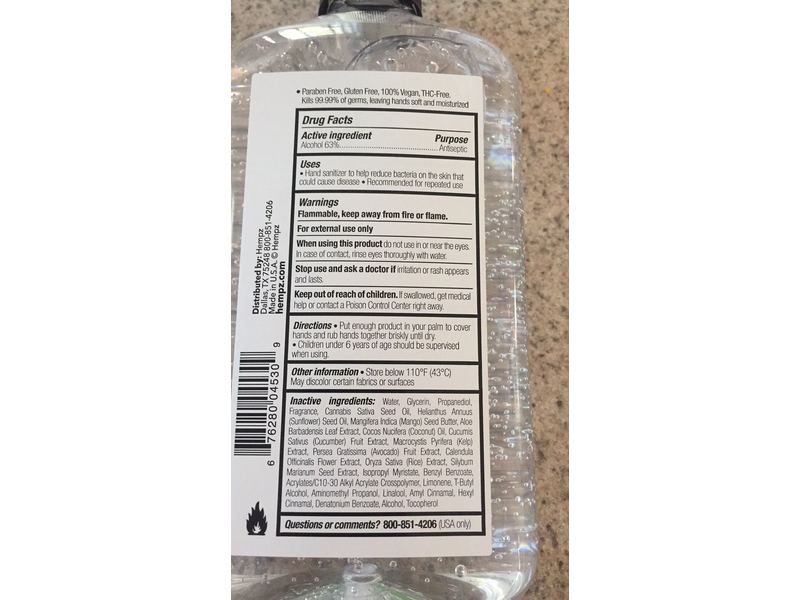 • Paraben Free, Gluten Free, 100% Vegan, THC-Free.
Kills 99.99% of germs, leaving hands soft and moisturized
Drug Facts
Active ingredient Purpose
Alcohol 63%.......................... Antiseptic
Uses
• Hand sanitizer to help reduce bacteria on the skin that
could cause disease • Recommended for repeated use
Warnings
Flammable, keep away from fire or flame.
For external use only
When using this product do not use in or near the eyes.
In case of contact, rinse eyes thoroughly with water.
Stop use and ask a doctor if irritation or rash appears
and lasts.
Keep out of reach of children. If swallowed, get medical
help or contact a Poison Control Center right away.
Directions • Put enough product in your palm to cover
hands and rub hands together briskly until dry.
• Children under 6 years of age should be supervised
when using.
Other information • Store below 110°F (43°C)
May discolor certain fabrics or surfaces
Inactive ingredients: Water, Glycerin, Propanediol,
Fragrance, Cannabis Sativa Seed Oil, Helianthus Annuus
(Sunflower) Seed Oil, Mangifera Indica (Mango) Seed Butter, Aloe
Barbadensis Leaf Extract, Cocos Nucifera (Coconut) Oil, Cucumis
Sativus (Cucumber) Fruit Extract, Macrocystis Pyrifera (Kelp)
Extract, Persea Gratissima (Avocado) Fruit Extract, Calendula
Officinalis Flower Extract, Oryza Sativa (Rice) Extract, Silybum
Marianum Seed Extract, Isopropyl Myristate, Benzyl Benzoate,
Acrylates/C10-30 Alkyl Acrylate Crosspolymer, Limonene, T-Butyl
Alcohol, Aminomethyl Propanol, Linalool, Amyl Cinnamal, Hexyl
Cinnamal, Denatonium Benzoate, Alcohol, Tocopherol
Questions or comments? 800-851-4206 (USA only)
Distributed by: Hempz
Dallas, TX 75248 800-851-4206
Made in U.S.A. © Hempz
hempz.com
6 76280 04530 9